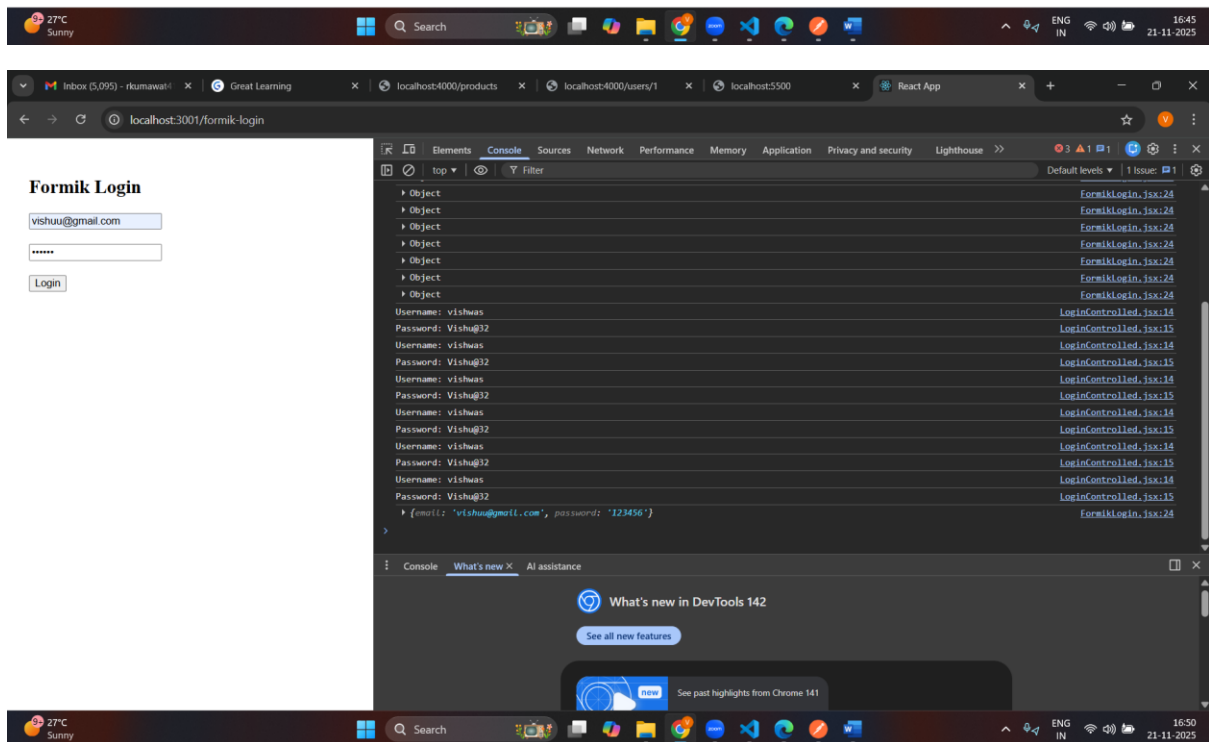 27°C
Sunny
Search
ENG
IN
16:45
21-11-2025
Inbox (5,095) - rkumawat4
Great Learning
localhost:4000/products
localhost:4000/users/1
localhost:5500
React App
localhost:3001/formik-login
Elements Console Sources Network Performance Memory Application Privacy and security Lighthouse
3 1 1
top Filter Default levels 1 Issue: 1
Formik Login
vishuu@gmail.com
••••••
Login
Object FormikLogin.jsx:24
Object FormikLogin.jsx:24
Object FormikLogin.jsx:24
Object FormikLogin.jsx:24
Object FormikLogin.jsx:24
Object FormikLogin.jsx:24
Object FormikLogin.jsx:24
Username: vishwas LoginControlled.jsx:14
Password: Vishu@32 LoginControlled.jsx:15
Username: vishwas LoginControlled.jsx:14
Password: Vishu@32 LoginControlled.jsx:15
Username: vishwas LoginControlled.jsx:14
Password: Vishu@32 LoginControlled.jsx:15
Username: vishwas LoginControlled.jsx:14
Password: Vishu@32 LoginControlled.jsx:15
Username: vishwas LoginControlled.jsx:14
Password: Vishu@32 LoginControlled.jsx:15
Username: vishwas LoginControlled.jsx:14
Password: Vishu@32 LoginControlled.jsx:15
{email: 'vishuu@gmail.com', password: '123456'} FormikLogin.jsx:24
Console What's new AI assistance
What's new in DevTools 142
See all new features
new See past highlights from Chrome 141
27°C
Sunny
Search
ENG
IN
16:50
21-11-2025